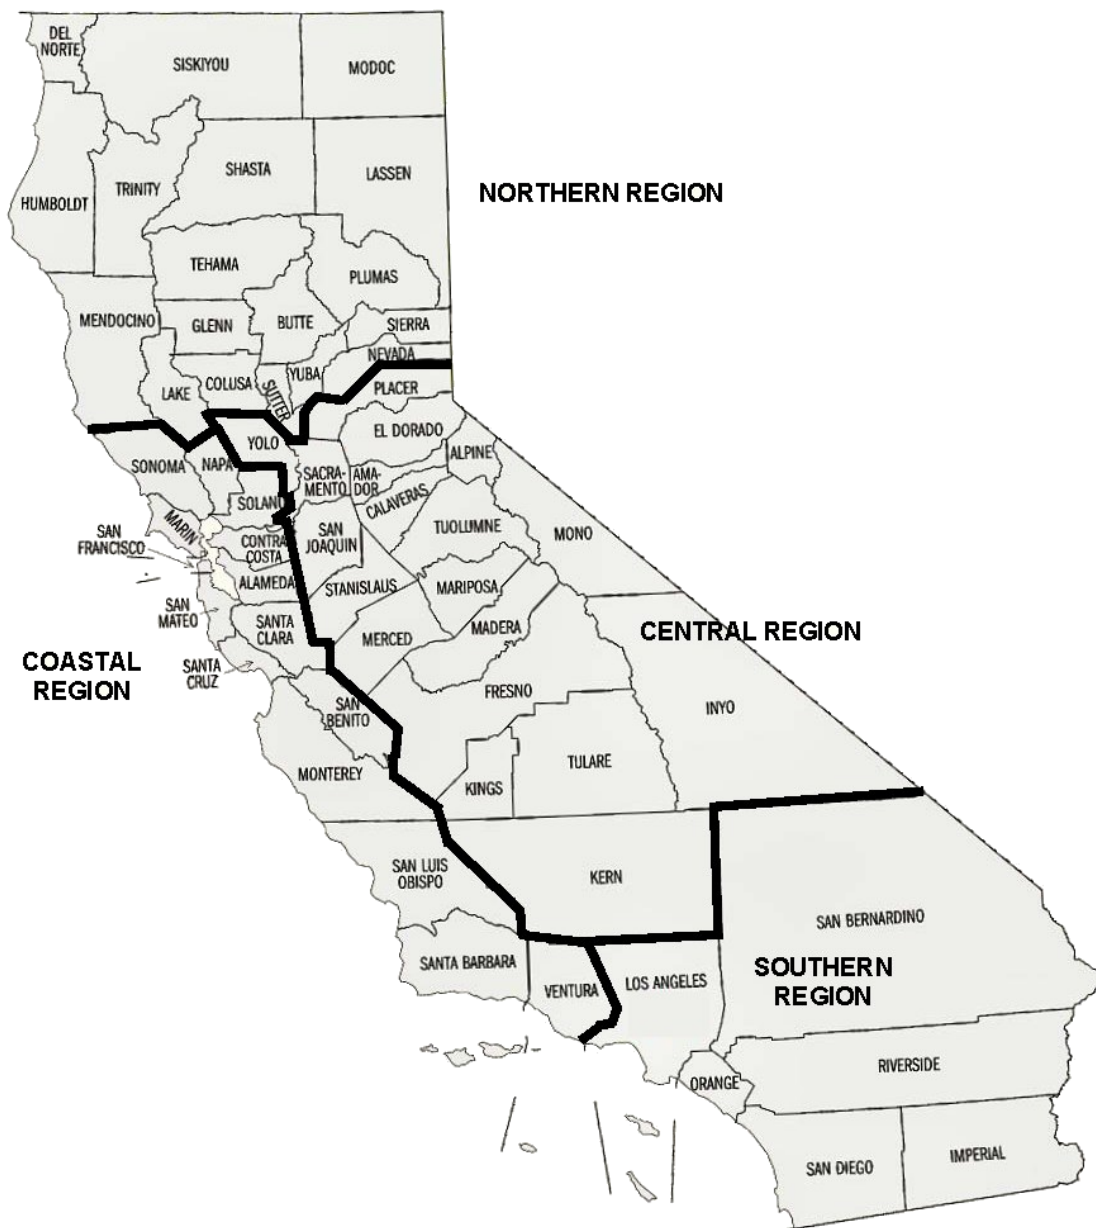 DEL
NORTE
SISKIYOU
MODOC
SHASTA
LASSEN
TRINITY
HUMBOLDT
NORTHERN REGION
TEHAMA
PLUMAS
MENDOCINO
GLENN
BUTTE
SIERRA
NEVADA
YUBA
COLUSA
SUTTER
LAKE
PLACER
EL DORADO
YOLO
ALPINE
SONOMA
NAPA
SACRA-
MENTO
AMA-
DOR
CALAVERAS
SOLANO
MARIN
TUOLUMNE
MONO
SAN
FRANCISCO
CONTRA
COSTA
SAN
JOAQUIN
ALAMEDA
STANISLAUS
MARIPOSA
SAN
MATEO
SANTA
CLARA
MERCED
MADERA
CENTRAL REGION
COASTAL
REGION
SANTA
CRUZ
FRESNO
SAN
BENITO
INYO
MONTEREY
KINGS
TULARE
SAN LUIS
OBISPO
KERN
SAN BERNARDINO
SANTA BARBARA
VENTURA
LOS ANGELES
SOUTHERN
REGION
ORANGE
RIVERSIDE
SAN DIEGO
IMPERIAL